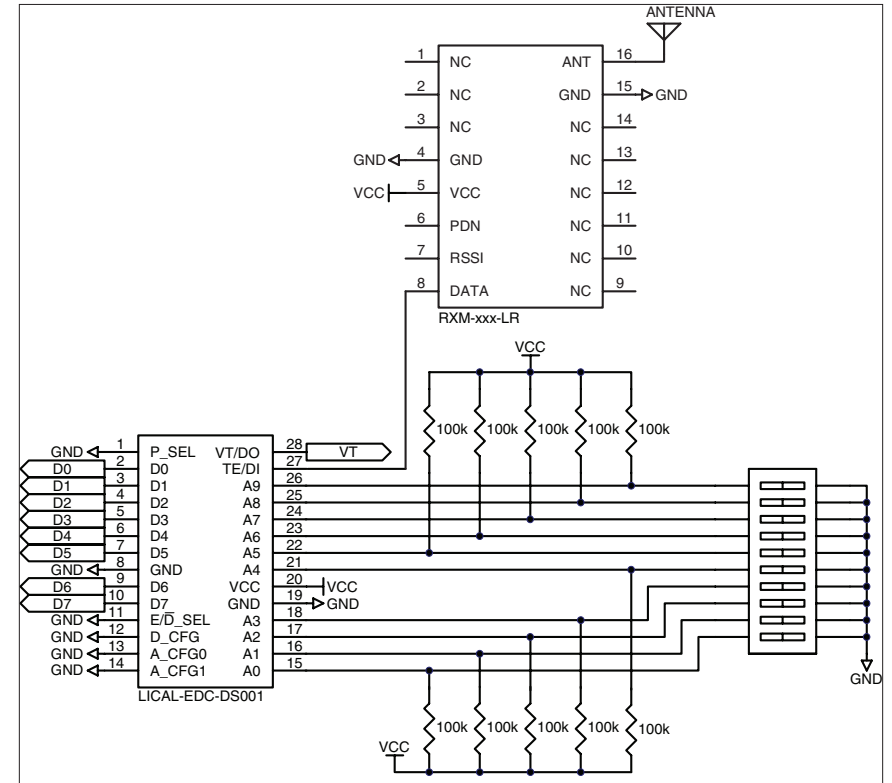 ANTENNA
1 NC ANT 16
2 NC GND 15 GND
3 NC NC 14
GND 4 GND NC 13
VCC 5 VCC NC 12
6 PDN NC 11
7 RSSI NC 10
8 DATA NC 9
RXM-xxx-LR
VCC
100k 100k 100k 100k 100k
GND 1 P_SEL VT/DO 28 VT
D0 2 D0 TE/DI 27
D1 3 D1 A9 26
D2 4 D2 A8 25
D3 5 D3 A7 24
D4 6 D4 A6 23
D5 7 D5 A5 22
GND 8 GND A4 21
D6 9 D6 VCC 20 VCC
D7 10 D7 GND 19 GND
GND 11 E/D_SEL A3 18
GND 12 D_CFG A2 17
GND 13 A_CFG0 A1 16
GND 14 A_CFG1 A0 15
GND
LICAL-EDC-DS001
100k 100k 100k 100k 100k
VCC